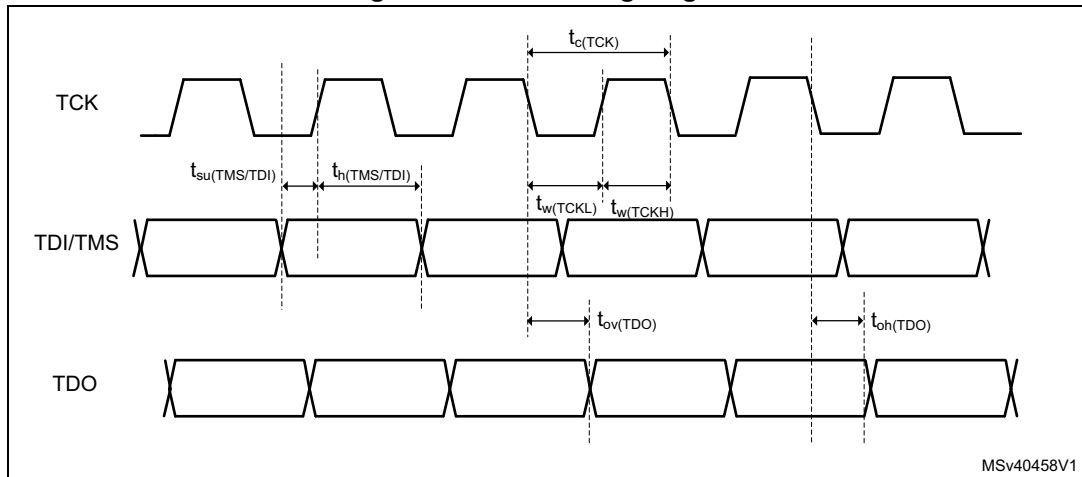 tc(TCK)
TCK
tsu(TMS/TDI)
th(TMS/TDI)
tw(TCKL)
tw(TCKH)
TDI/TMS
tov(TDO)
toh(TDO)
TDO
MSv40458V1